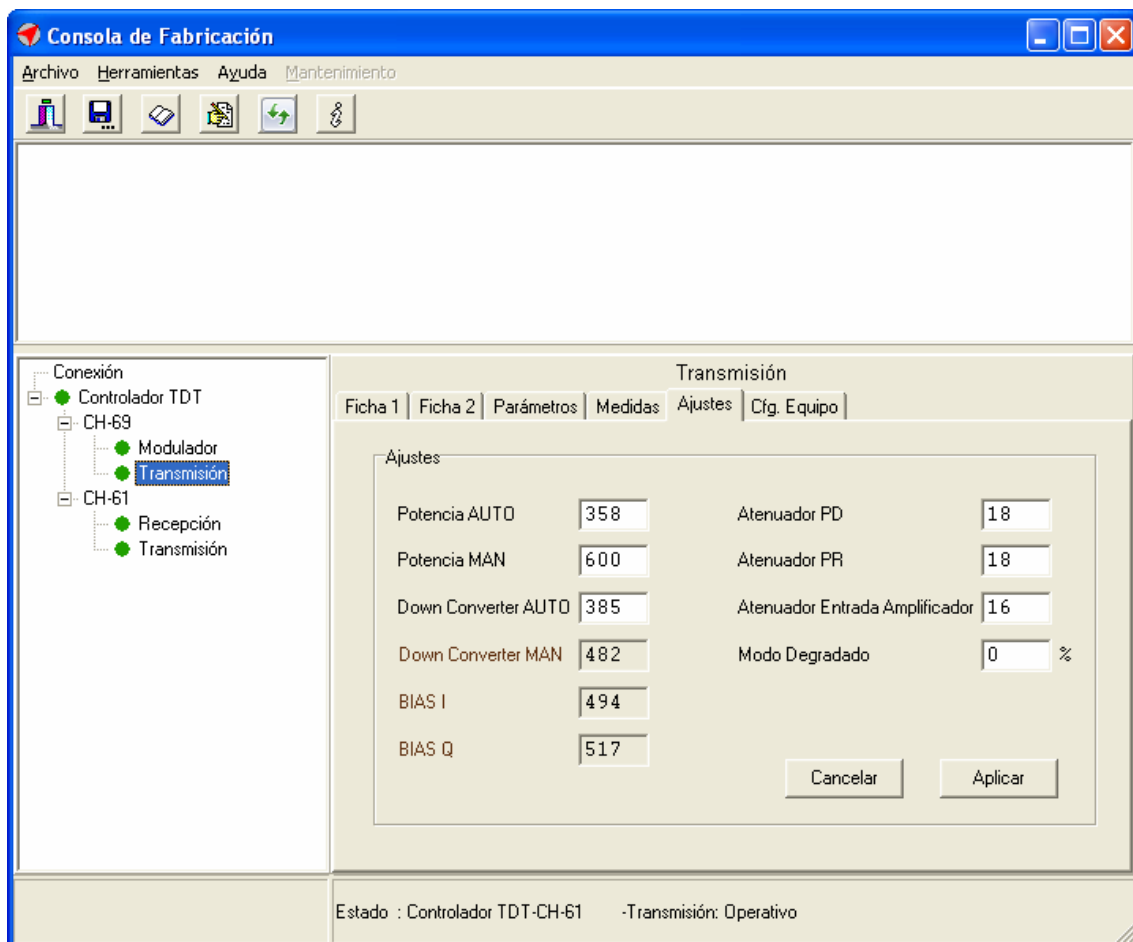 Consola de Fabricación
Archivo Herramientas Ayuda Mantenimiento
Conexión
Controlador TDT
CH-69
Modulador
Transmisión
CH-61
Recepción
Transmisión
Transmisión
Ficha 1 Ficha 2 Parámetros Medidas Ajustes Cfg. Equipo
Ajustes
Potencia AUTO 358
Potencia MAN 600
Down Converter AUTO 385
Down Converter MAN 482
BIAS I 494
BIAS Q 517
Atenuador PD 18
Atenuador PR 18
Atenuador Entrada Amplificador 16
Modo Degradado 0 %
Cancelar Aplicar
Estado : Controlador TDT-CH-61 -Transmisión: Operativo